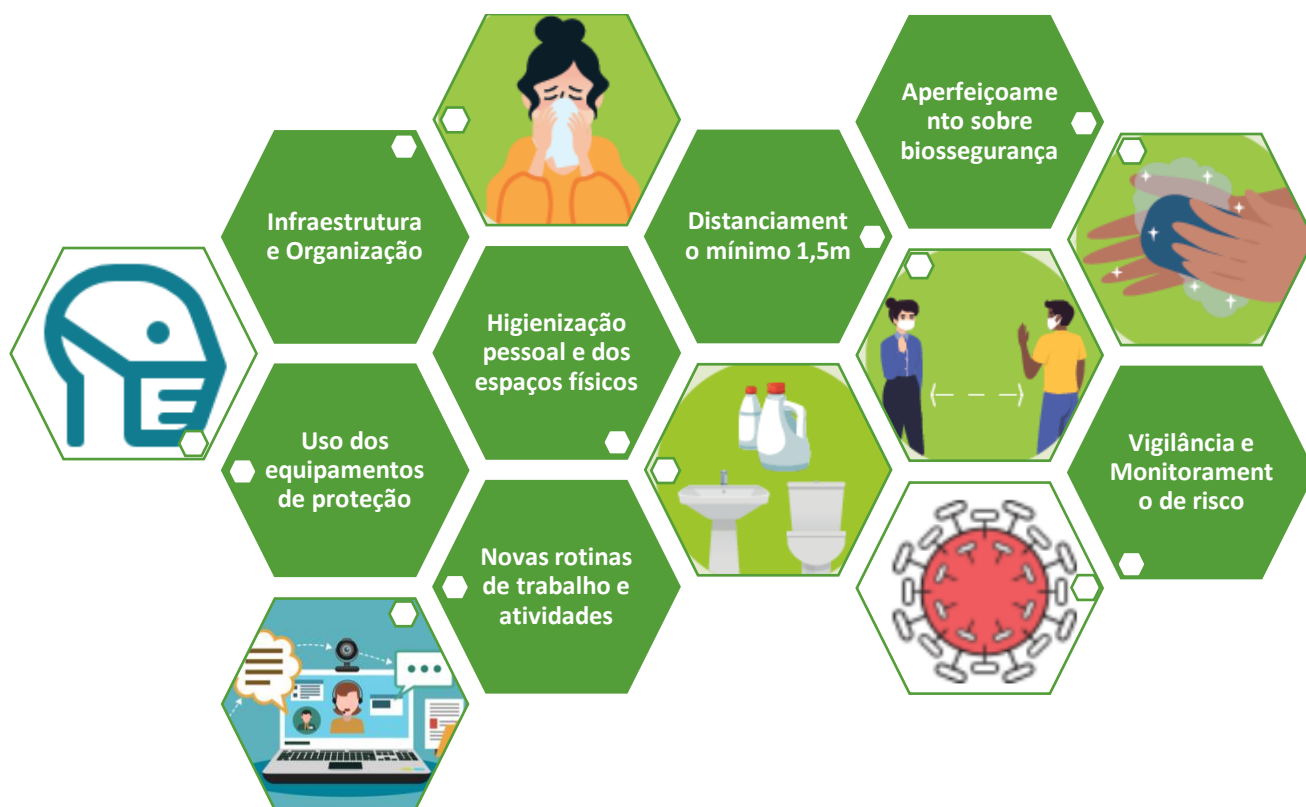 Infraestrutura
e Organização
Uso dos
equipamentos
de proteção
Higienização
pessoal e dos
espaços físicos
Novas rotinas
de trabalho e
atividades
Distanciament
o mínimo 1,5m
Aperfeiçoame
nto sobre
biossegurança
Vigilância e
Monitorament
o de risco